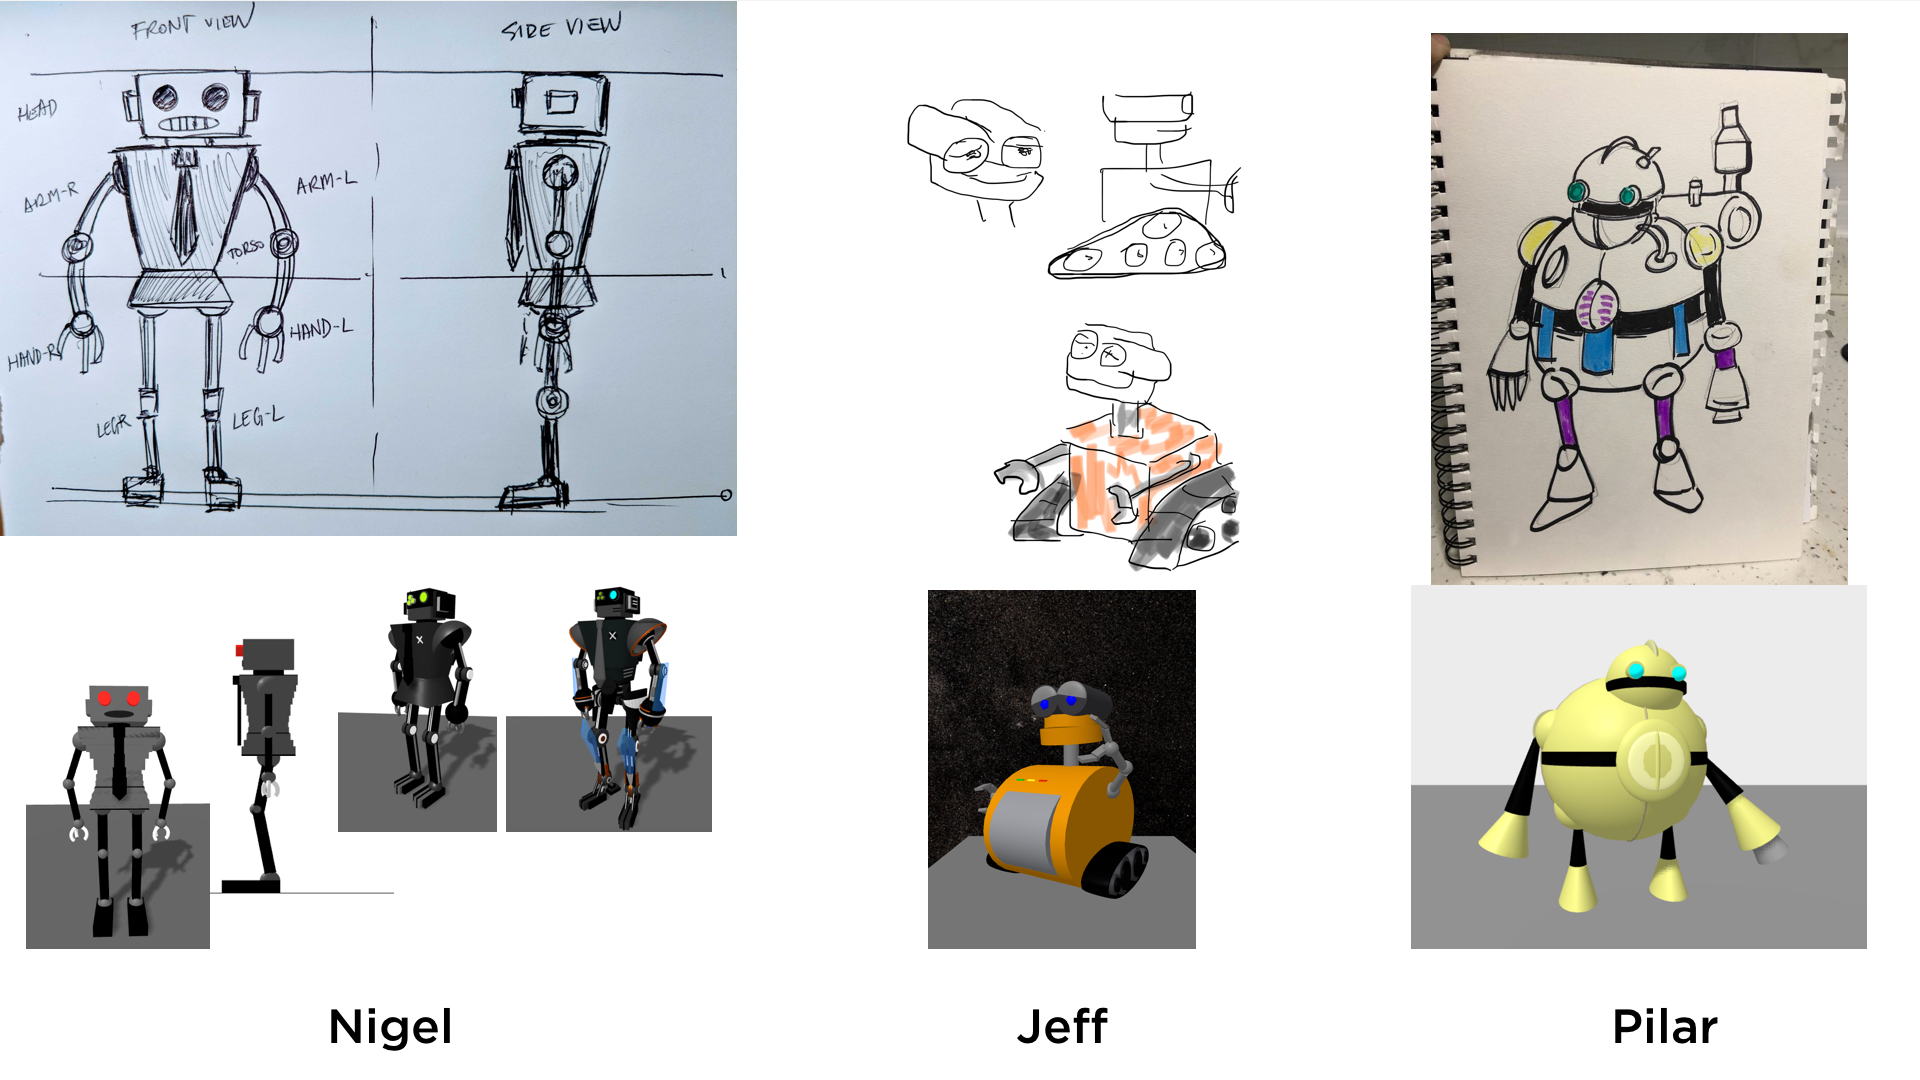 FRONT VIEW
SIDE VIEW
HEAD
ARM-R
ARM-L
TORSO
HAND-R
HAND-L
LEG-R
LEG-L
Nigel
Jeff
Pilar